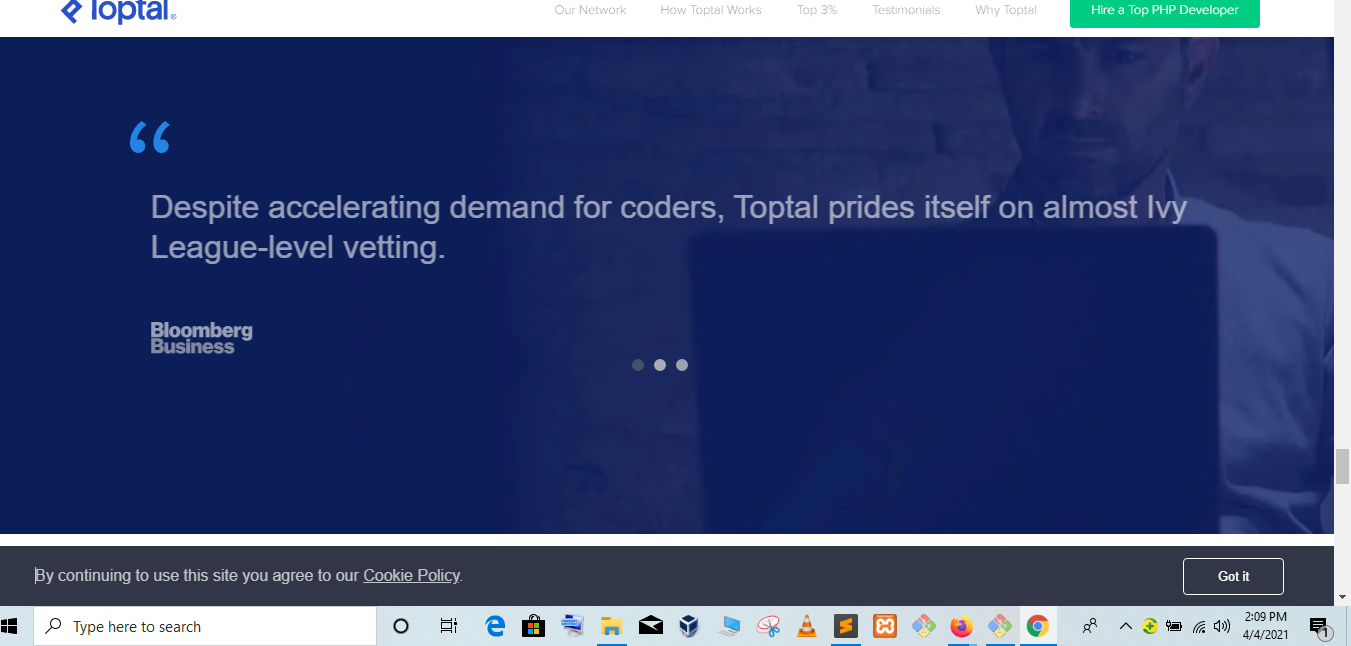 Toptal®
Our Network How Toptal Works Top 3% Testimonials Why Toptal Hire a Top PHP Developer
“
Despite accelerating demand for coders, Toptal prides itself on almost Ivy
League-level vetting.
Bloomberg
Business
By continuing to use this site you agree to our Cookie Policy.
Got it
Type here to search
2:09 PM
4/4/2021
1